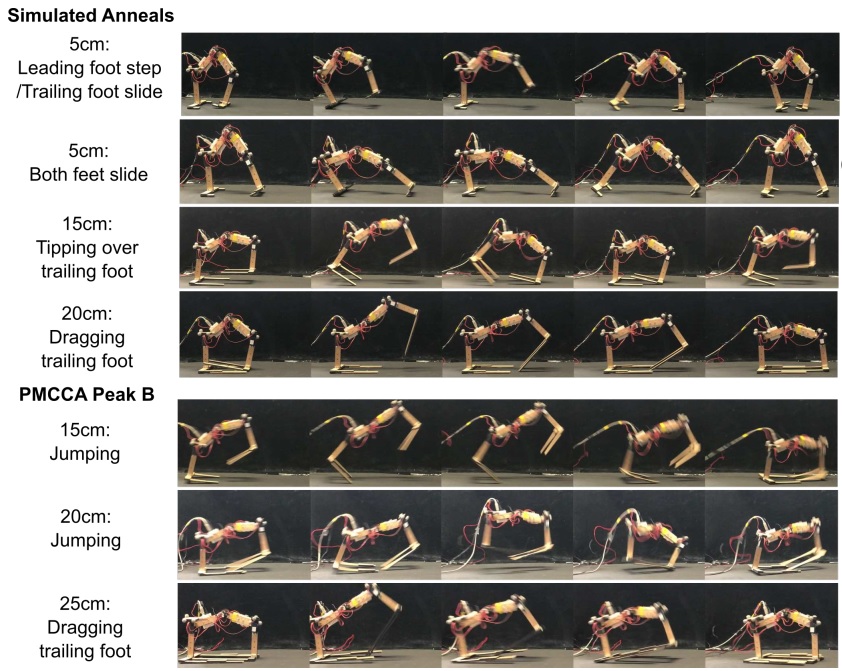 Simulated Anneals
5cm:
Leading foot step
/Trailing foot slide
5cm:
Both feet slide
15cm:
Tipping over
trailing foot
20cm:
Dragging
trailing foot
PMCCA Peak B
15cm:
Jumping
20cm:
Jumping
25cm:
Dragging
trailing foot